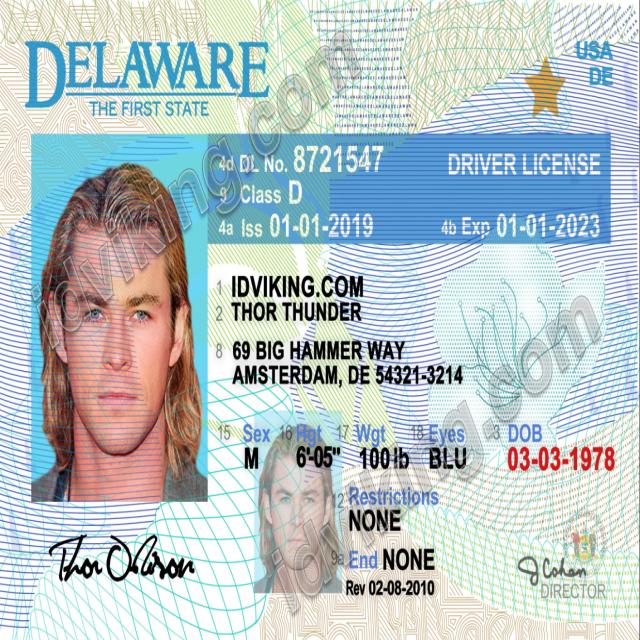 DELAWARE
THE FIRST STATE
USA
DE
4d DL No. 8721547
DRIVER LICENSE
9 Class D
4a Iss 01-01-2019
4b Exp 01-01-2023
1 IDVIKING.COM
2 THOR THUNDER
8 69 BIG HAMMER WAY
AMSTERDAM, DE 54321-3214
15 Sex 16 Hgt 17 Wgt 18 Eyes 3 DOB
M 6'-05" 100 lb BLU 03-03-1978
12 Restrictions
NONE
9a End NONE
Rev 02-08-2010
Thor Odinson
J Cohen
DIRECTOR
idviking.com
idviking.com